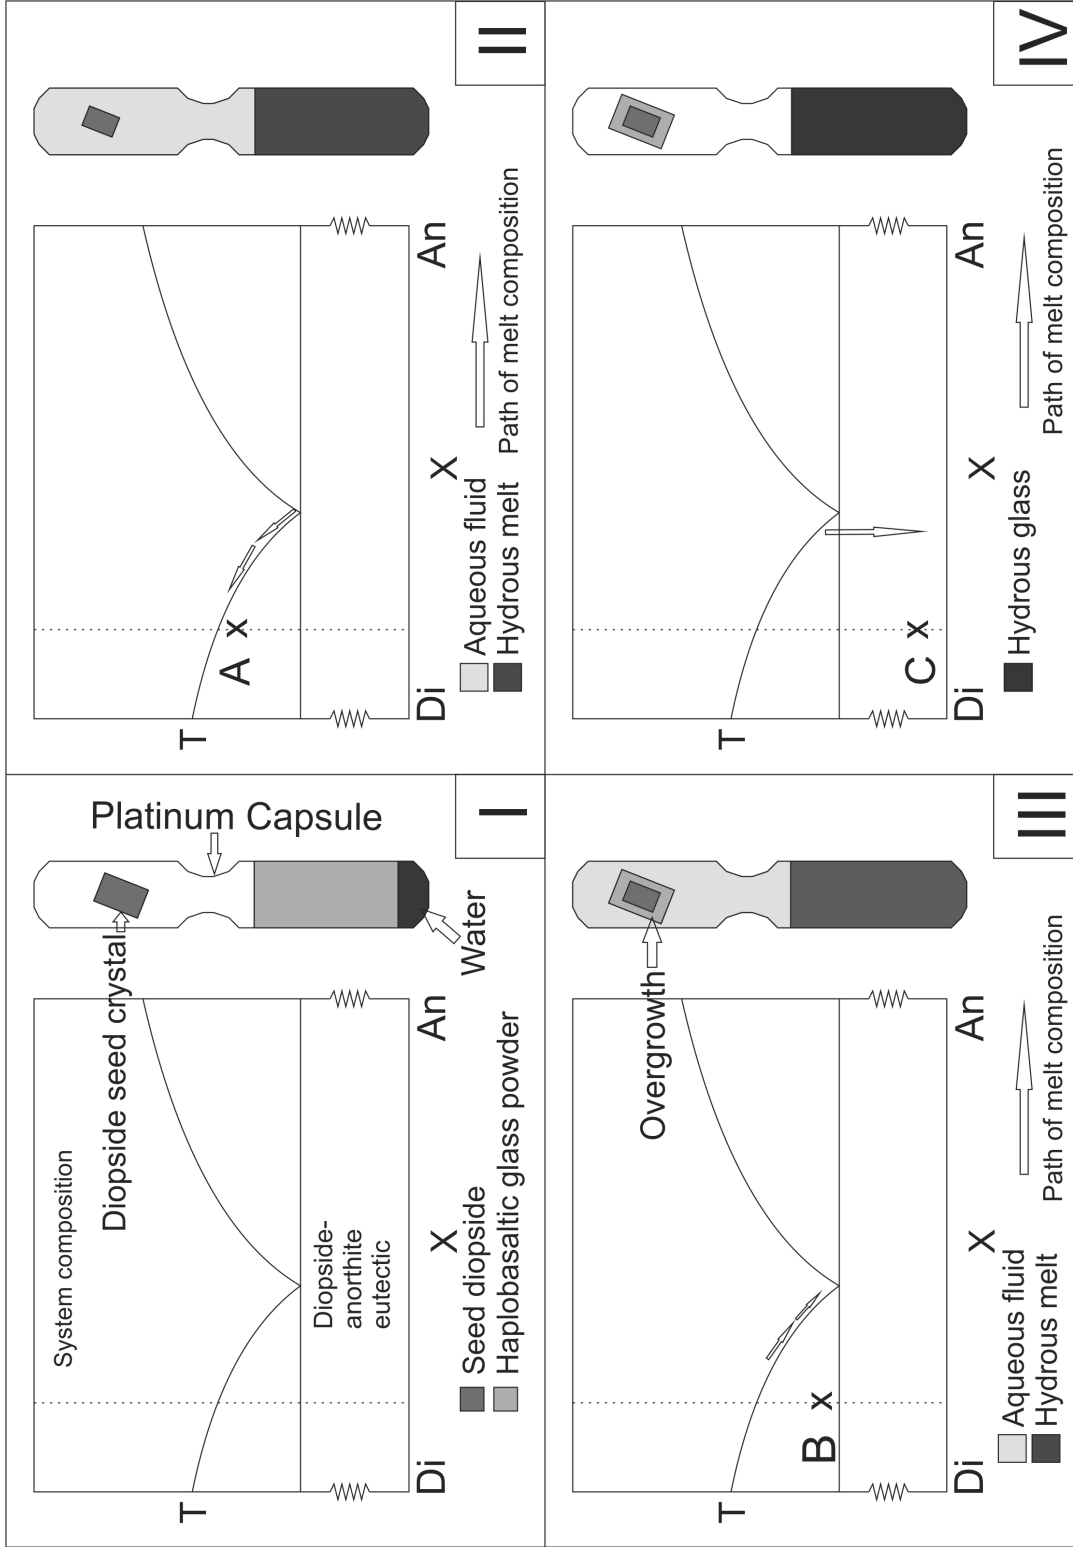 System composition
T
Di
An
X
Diopside-
anorthite
eutectic
Platinum Capsule
Diopside seed crystal
Water
Seed diopside
Haplobasaltic glass powder
I
T
A x
Di
An
X
Aqueous fluid
Hydrous melt
Path of melt composition
II
T
B x
Di
An
X
Overgrowth
Aqueous fluid
Hydrous melt
Path of melt composition
III
T
C x
Di
An
X
Hydrous glass
Path of melt composition
IV